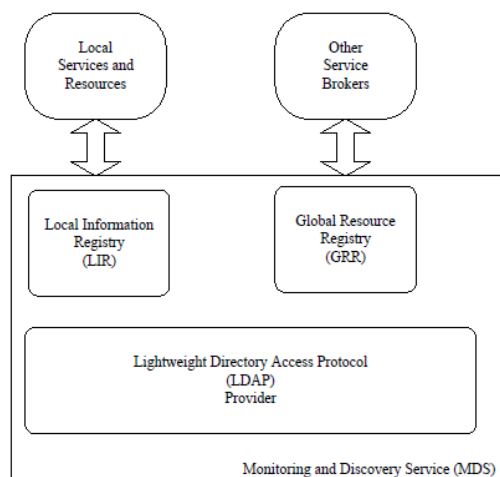 Local
Services and
Resources
Other
Service
Brokers
Local Information
Registry
(LIR)
Global Resource
Registry
(GRR)
Lightweight Directory Access Protocol
(LDAP)
Provider
Monitoring and Discovery Service (MDS)